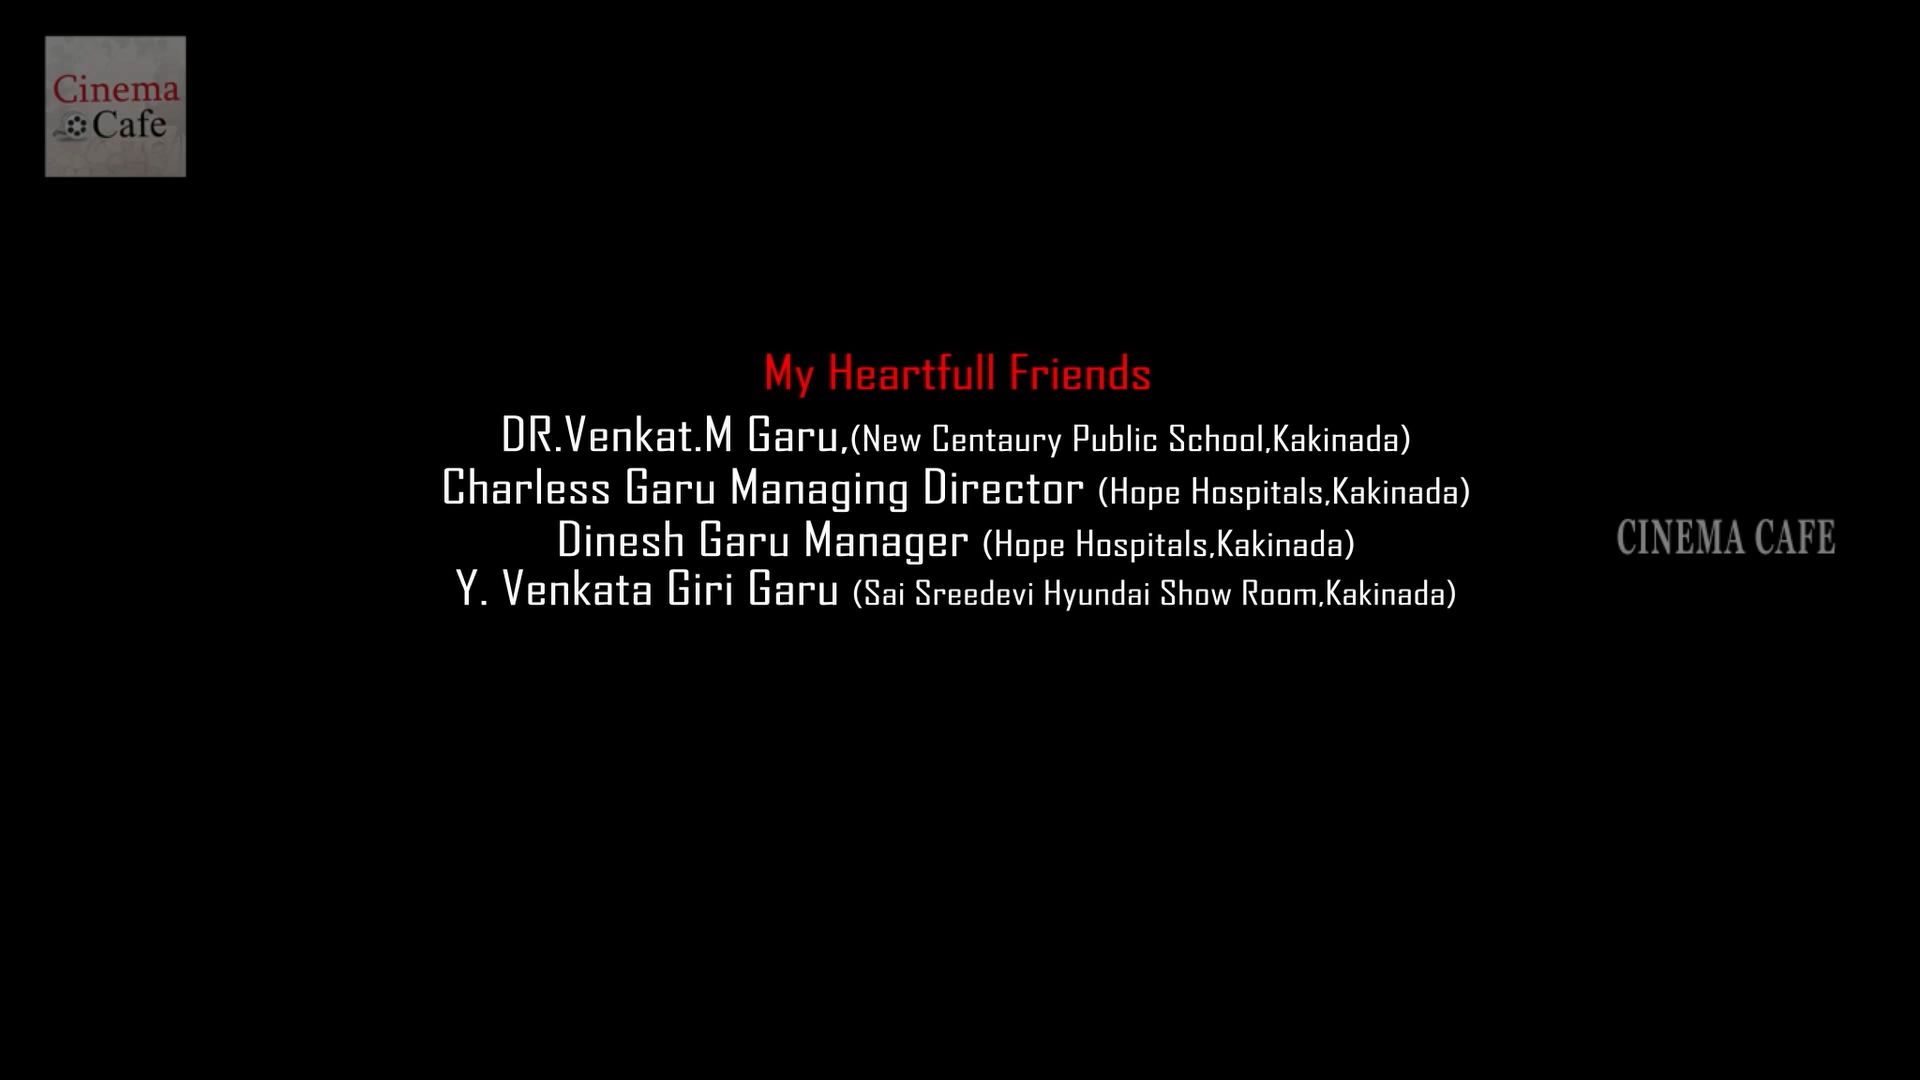 Cinema
Cafe
My Heartfull Friends
DR.Venkat.M Garu,(New Centaury Public School,Kakinada)
Charless Garu Managing Director (Hope Hospitals,Kakinada)
Dinesh Garu Manager (Hope Hospitals,Kakinada)
Y. Venkata Giri Garu (Sai Sreedevi Hyundai Show Room,Kakinada)
CINEMA CAFE